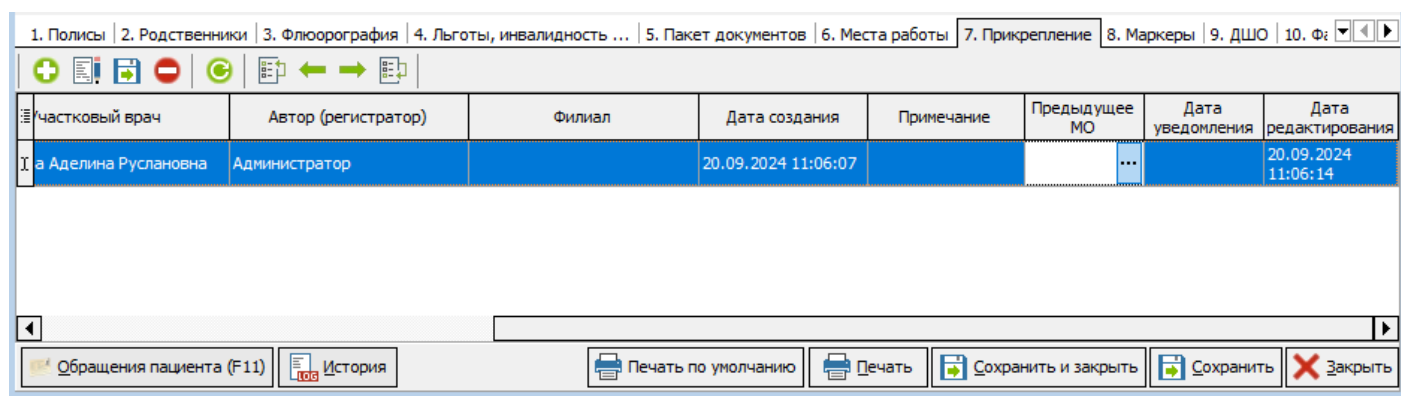 1. Полисы 2. Родственники 3. Флюорография 4. Льготы, инвалидность ... 5. Пакет документов 6. Места работы 7. Прикрепление 8. Маркеры 9. ДШО 10. Фа
Участковый врач Автор (регистратор) Филиал Дата создания Примечание Предыдущее МО Дата уведомления Дата редактирования
а Аделина Руслановна Администратор 20.09.2024 11:06:07 ... 20.09.2024 11:06:14
Обращения пациента (F11) LOG История Печать по умолчанию Печать Сохранить и закрыть Сохранить Закрыть